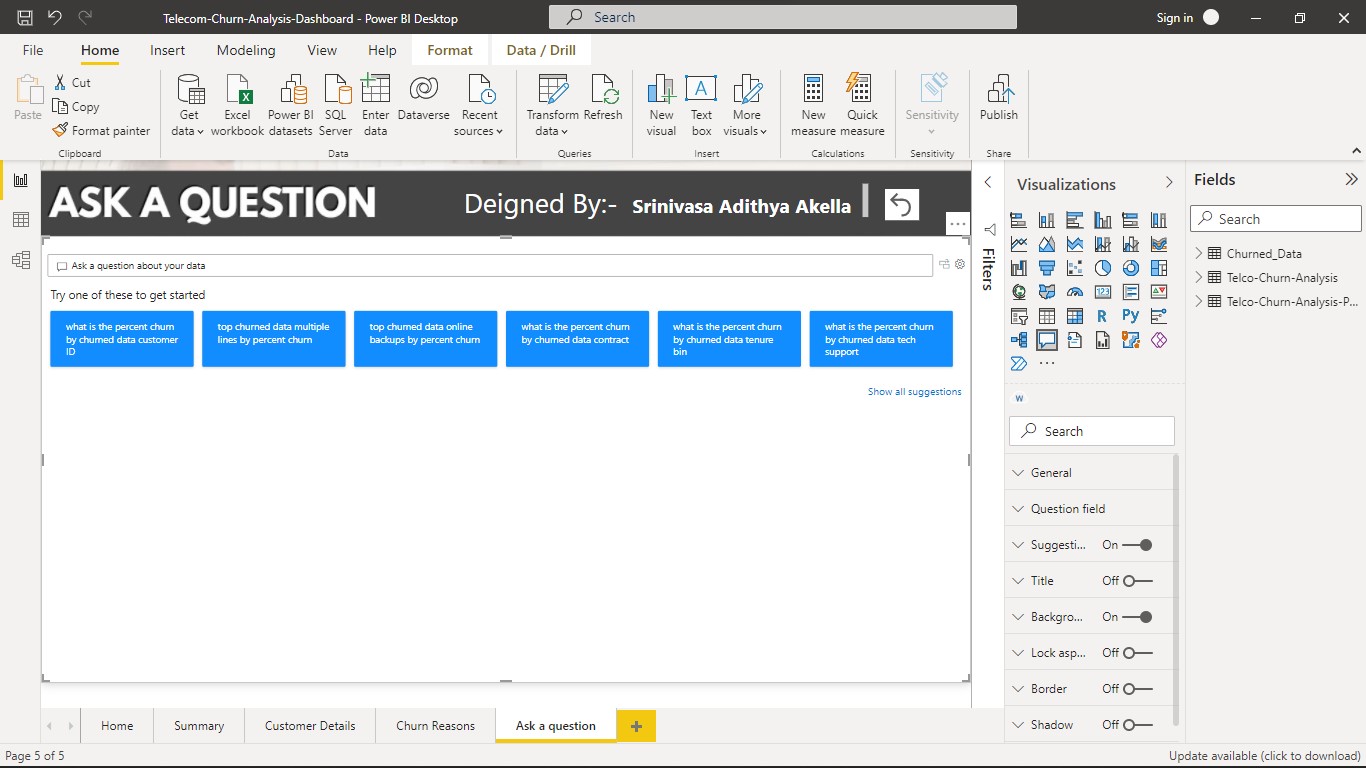 Telecom-Churn-Analysis-Dashboard - Power BI Desktop
Search
Sign in
File Home Insert Modeling View Help Format Data / Drill
Paste
Cut
Copy
Format painter
Clipboard
Get data
Excel workbook
Power BI datasets
SQL Server
Enter data
Dataverse
Recent sources
Data
Transform data
Refresh
Queries
New visual
Text box
More visuals
Insert
New measure
Quick measure
Calculations
Sensitivity
Sensitivity
Publish
Share
ASK A QUESTION
Deigned By:- Srinivasa Adithya Akella
Ask a question about your data
Try one of these to get started
what is the percent churn
by churned data customer
ID
top churned data multiple
lines by percent churn
top churned data online
backups by percent churn
what is the percent churn
by churned data contract
what is the percent churn
by churned data tenure
bin
what is the percent churn
by churned data tech
support
Show all suggestions
Filters
Visualizations
123
R
Py
W
Search
General
Question field
Suggesti... On
Title Off
Backgro... On
Lock asp... Off
Border Off
Shadow Off
Fields
Search
Churned_Data
Telco-Churn-Analysis
Telco-Churn-Analysis-P...
Home Summary Customer Details Churn Reasons Ask a question +
Page 5 of 5
Update available (click to download)